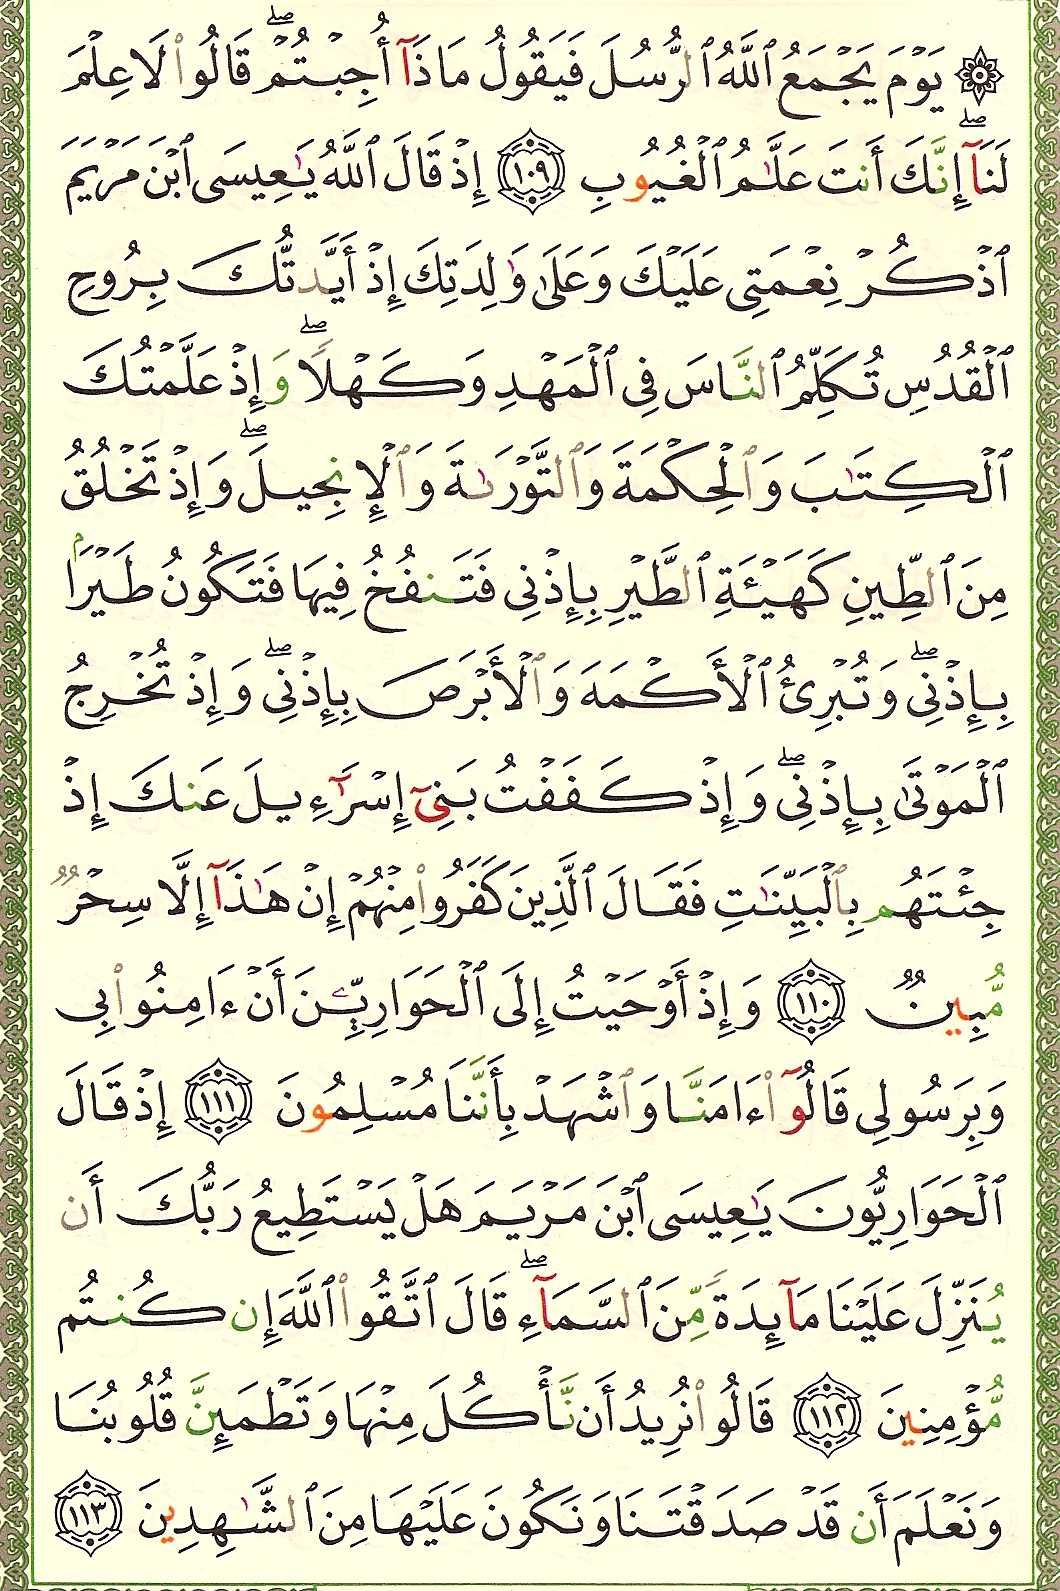 ۞ يَوْمَ يَجْمَعُ ٱللَّهُ ٱلرُّسُلَ فَيَقُولُ مَاذَآ أُجِبْتُمْ ۖ قَالُوا۟ لَا عِلْمَ
لَنَآ ۖ إِنَّكَ أَنتَ عَلَّـٰمُ ٱلْغُيُوبِ ١٠٩ إِذْ قَالَ ٱللَّهُ يَـٰعِيسَى ٱبْنَ مَرْيَمَ
ٱذْكُرْ نِعْمَتِى عَلَيْكَ وَعَلَىٰ وَٰلِدَتِكَ إِذْ أَيَّدتُّكَ بِرُوحِ
ٱلْقُدُسِ تُكَلِّمُ ٱلنَّاسَ فِى ٱلْمَهْدِ وَكَهْلًا ۖ وَإِذْ عَلَّمْتُكَ
ٱلْكِتَـٰبَ وَٱلْحِكْمَةَ وَٱلتَّوْرَىٰةَ وَٱلْإِنجِيلَ ۖ وَإِذْ تَخْلُقُ
مِنَ ٱلطِّينِ كَهَيْـَٔةِ ٱلطَّيْرِ بِإِذْنِى فَتَنفُخُ فِيهَا فَتَكُونُ طَيْرًۢا
بِإِذْنِى ۖ وَتُبْرِئُ ٱلْأَكْمَهَ وَٱلْأَبْرَصَ بِإِذْنِى ۖ وَإِذْ تُخْرِجُ
ٱلْمَوْتَىٰ بِإِذْنِى ۖ وَإِذْ كَفَفْتُ بَنِىٓ إِسْرَٰٓءِيلَ عَنكَ إِذْ
جِئْتَهُم بِٱلْبَيِّنَـٰتِ فَقَالَ ٱلَّذِينَ كَفَرُوا۟ مِنْهُمْ إِنْ هَـٰذَآ إِلَّا سِحْرٌ
مُّبِينٌ ١١٠ وَإِذْ أَوْحَيْتُ إِلَى ٱلْحَوَارِيِّـۧنَ أَنْ ءَامِنُوا۟ بِى
وَبِرَسُولِى قَالُوٓا۟ ءَامَنَّا وَٱشْهَدْ بِأَنَّنَا مُسْلِمُونَ ١١١ إِذْ قَالَ
ٱلْحَوَارِيُّونَ يَـٰعِيسَى ٱبْنَ مَرْيَمَ هَلْ يَسْتَطِيعُ رَبُّكَ أَن
يُنَزِّلَ عَلَيْنَا مَآئِدَةً مِّنَ ٱلسَّمَآءِ ۖ قَالَ ٱتَّقُوا۟ ٱللَّهَ إِن كُنتُم
مُّؤْمِنِينَ ١١٢ قَالُوا۟ نُرِيدُ أَن نَّأْكُلَ مِنْهَا وَتَطْمَئِنَّ قُلُوبُنَا
وَنَعْلَمَ أَن قَدْ صَدَقْتَنَا وَنَكُونَ عَلَيْهَا مِنَ ٱلشَّـٰهِدِينَ ١١٣